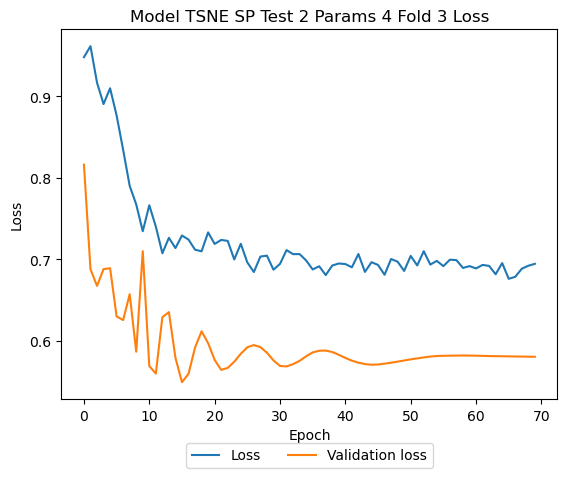 Model TSNE SP Test 2 Params 4 Fold 3 Loss
0.9
0.8
0.7
0.6
Loss
0 10 20 30 40 50 60 70
Epoch
Loss Validation loss